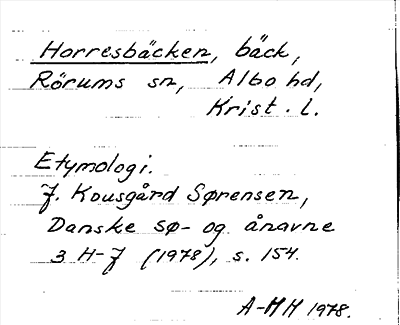 Horresbäcken, bäck,
Rörums sn, Albo hd,
Krist. l.
Etymologi.
J. Kousgård Sørensen,
Danske sø- og ånavne
3 H-J (1978), s. 154.
A-MH 1978.